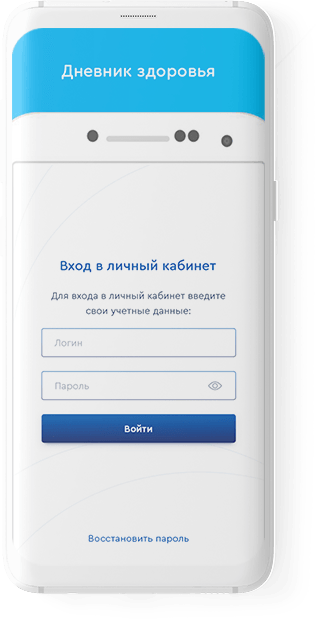 Дневник здоровья
Вход в личный кабинет
Для входа в личный кабинет введите
свои учетные данные:
Логин
Пароль
Войти
Восстановить пароль